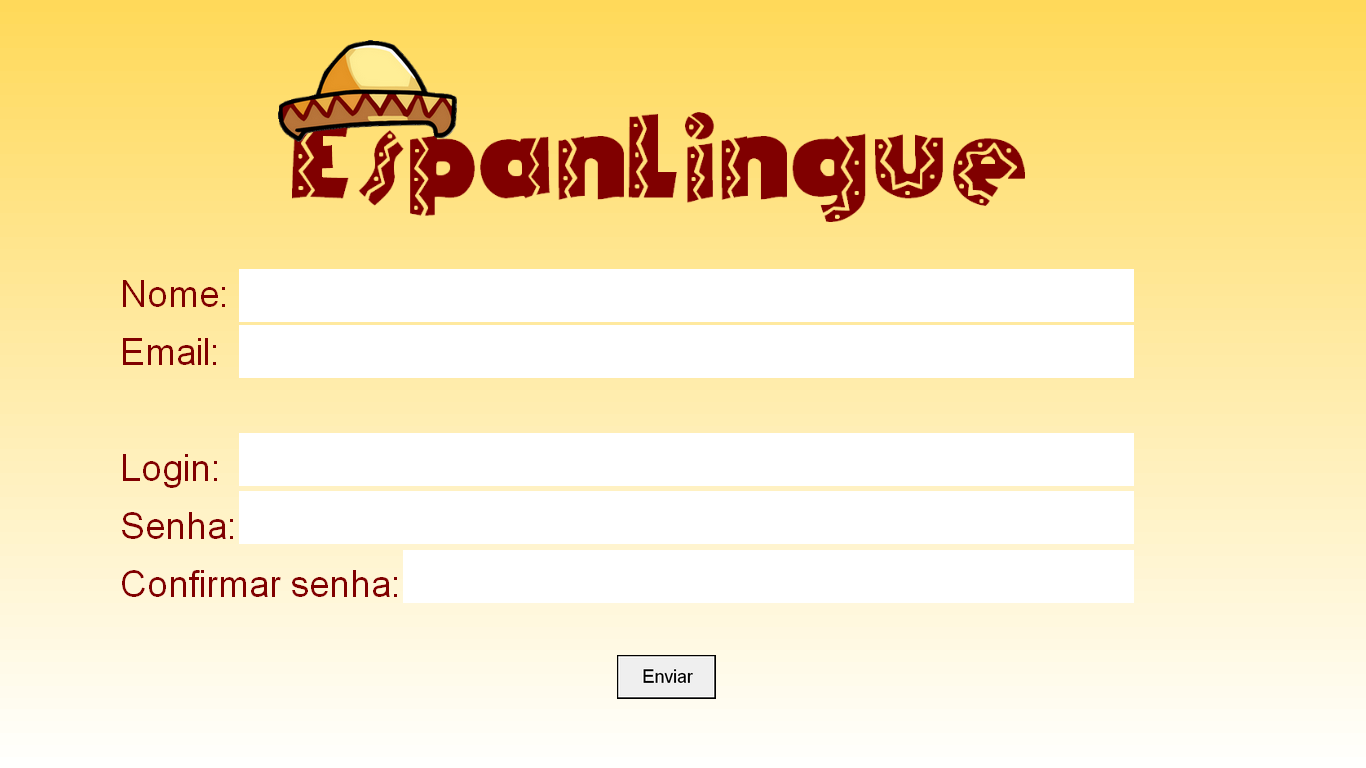 EspanLingue
Nome:
Email:
Login:
Senha:
Confirmar senha:
Enviar